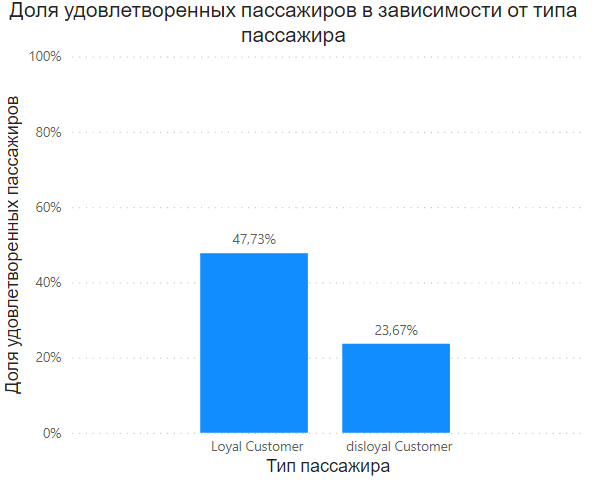 Доля удовлетворенных пассажиров в зависимости от типа
пассажира
Доля удовлетворенных пассажиров
100%
80%
60%
40%
20%
0%
47,73%
23,67%
Loyal Customer
disloyal Customer
Тип пассажира